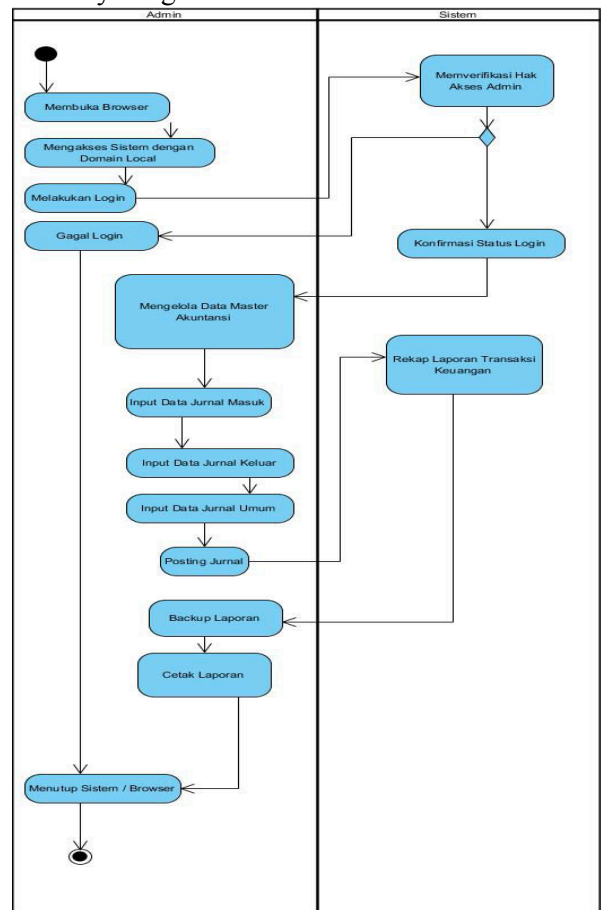 Admin
Sistem
Memverifikasi Hak
Akses Admin
Membuka Browser
Mengakses Sistem dengan
Domain Local
Melakukan Login
Gagal Login
Konfirmasi Status Login
Mengelola Data Master
Akuntansi
Rekap Laporan Transaksi
Keuangan
Input Data Jurnal Masuk
Input Data Jurnal Keluar
Input Data Jurnal Umum
Posting Jurnal
Backup Laporan
Cetak Laporan
Menutup Sistem / Browser